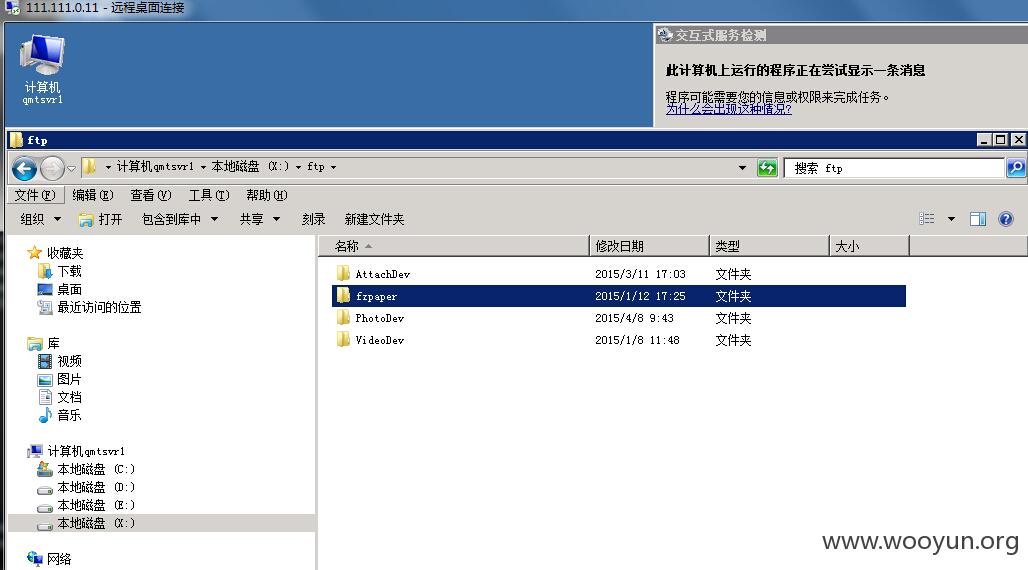 111.111.0.11 - 远程桌面连接
计算机
qmtsvr1
交互式服务检测
此计算机上运行的程序正在尝试显示一条消息
程序可能需要您的信息或权限来完成任务。
为什么会出现这种情况?
ftp
计算机qmtsvr1 本地磁盘 (X:) ftp
搜索 ftp
文件(F) 编辑(E) 查看(V) 工具(T) 帮助(H)
组织 打开 包含到库中 共享 刻录 新建文件夹
名称 修改日期 类型 大小
收藏夹
下载
桌面
最近访问的位置
库
视频
图片
文档
音乐
计算机qmtsvr1
本地磁盘 (C:)
本地磁盘 (D:)
本地磁盘 (E:)
本地磁盘 (X:)
网络
AttachDev 2015/3/11 17:03 文件夹
fzpaper 2015/1/12 17:25 文件夹
PhotoDev 2015/4/8 9:43 文件夹
VideoDev 2015/1/8 11:48 文件夹
www.wooyun.org